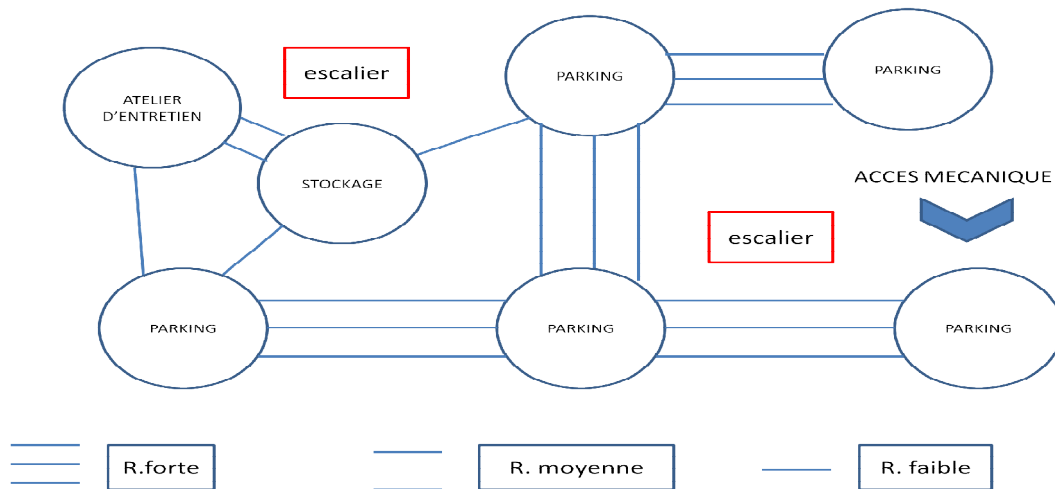 escalier
PARKING
PARKING
ATELIER
D'ENTRETIEN
STOCKAGE
ACCES MECANIQUE
escalier
PARKING
PARKING
PARKING
R.forte
R. moyenne
R. faible